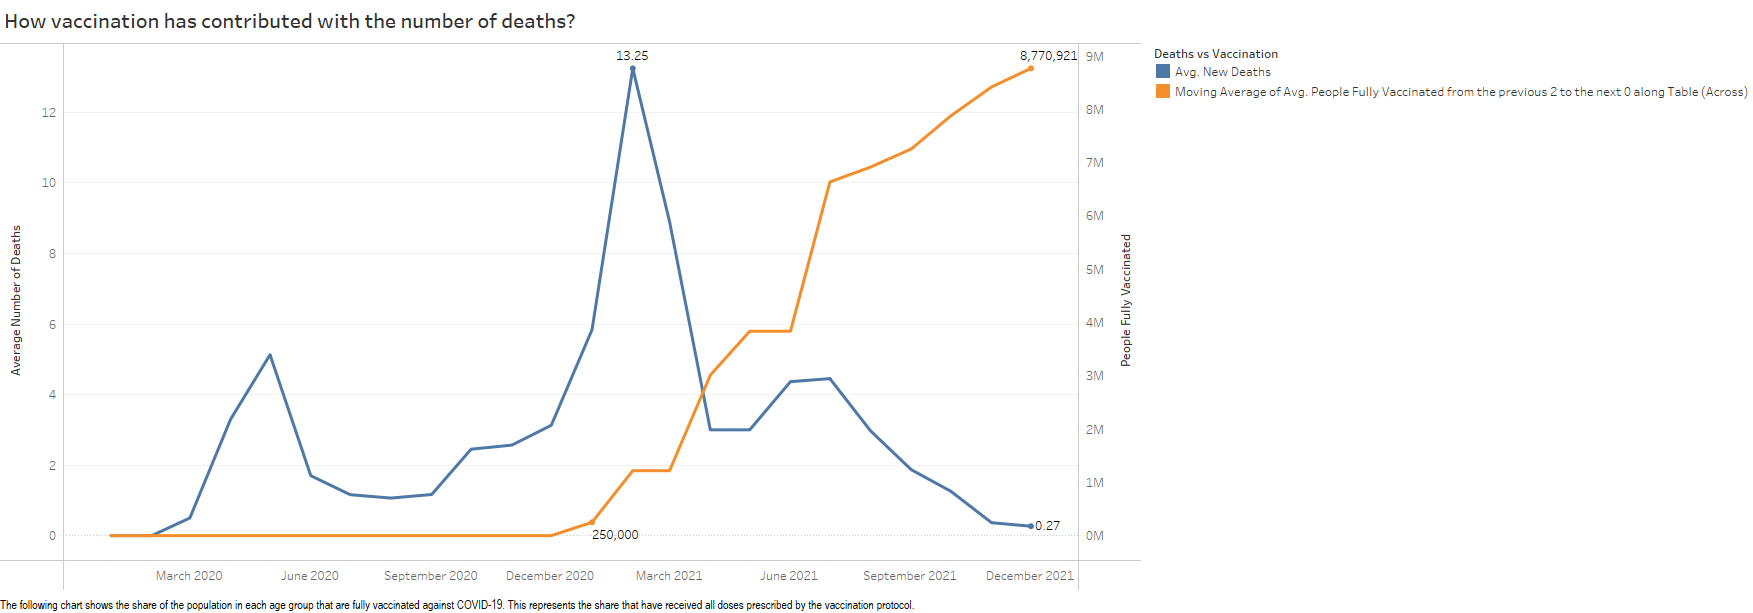 How vaccination has contributed with the number of deaths?
13.25
8,770,921
9M
Deaths vs Vaccination
Avg. New Deaths
Moving Average of Avg. People Fully Vaccinated from the previous 2 to the next 0 along Table (Across)
12
8M
7M
10
6M
8
5M
Average Number of Deaths
People Fully Vaccinated
6
4M
3M
4
2M
2
1M
0.27
250,000
0
0M
March 2020
June 2020
September 2020
December 2020
March 2021
June 2021
September 2021
December 2021
The following chart shows the share of the population in each age group that are fully vaccinated against COVID-19. This represents the share that have received all doses prescribed by the vaccination protocol.